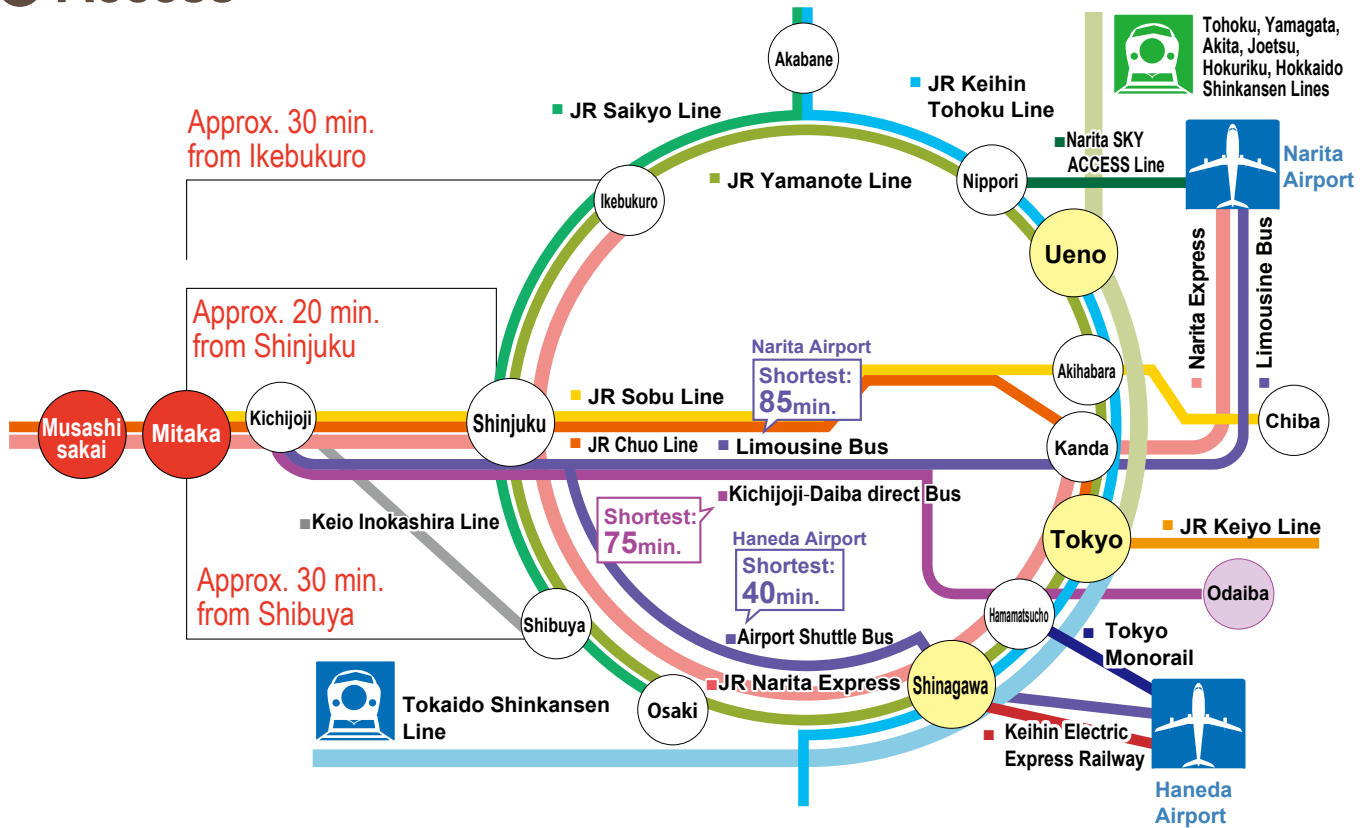 Access
Akabane
Tohoku, Yamagata,
Akita, Joetsu,
Hokuriku, Hokkaido
Shinkansen Lines
JR Saikyo Line
JR Keihin
Tohoku Line
Approx. 30 min.
from Ikebukuro
Narita SKY
ACCESS Line
Narita
Airport
Ikebukuro
JR Yamanote Line
Nippori
Ueno
Narita Express
Limousine Bus
Approx. 20 min.
from Shinjuku
Narita Airport
Shortest:
85min.
Akihabara
Musashi
sakai
Mitaka
Kichijoji
Shinjuku
JR Sobu Line
Chiba
JR Chuo Line
Limousine Bus
Kanda
Kichijoji-Daiba direct Bus
Keio Inokashira Line
Shortest:
75min.
Haneda Airport
Shortest:
40min.
Tokyo
JR Keiyo Line
Approx. 30 min.
from Shibuya
Odaiba
Hamamatsucho
Shibuya
Airport Shuttle Bus
Tokyo
Monorail
JR Narita Express
Shinagawa
Osaki
Tokaido Shinkansen
Line
Keihin Electric
Express Railway
Haneda
Airport